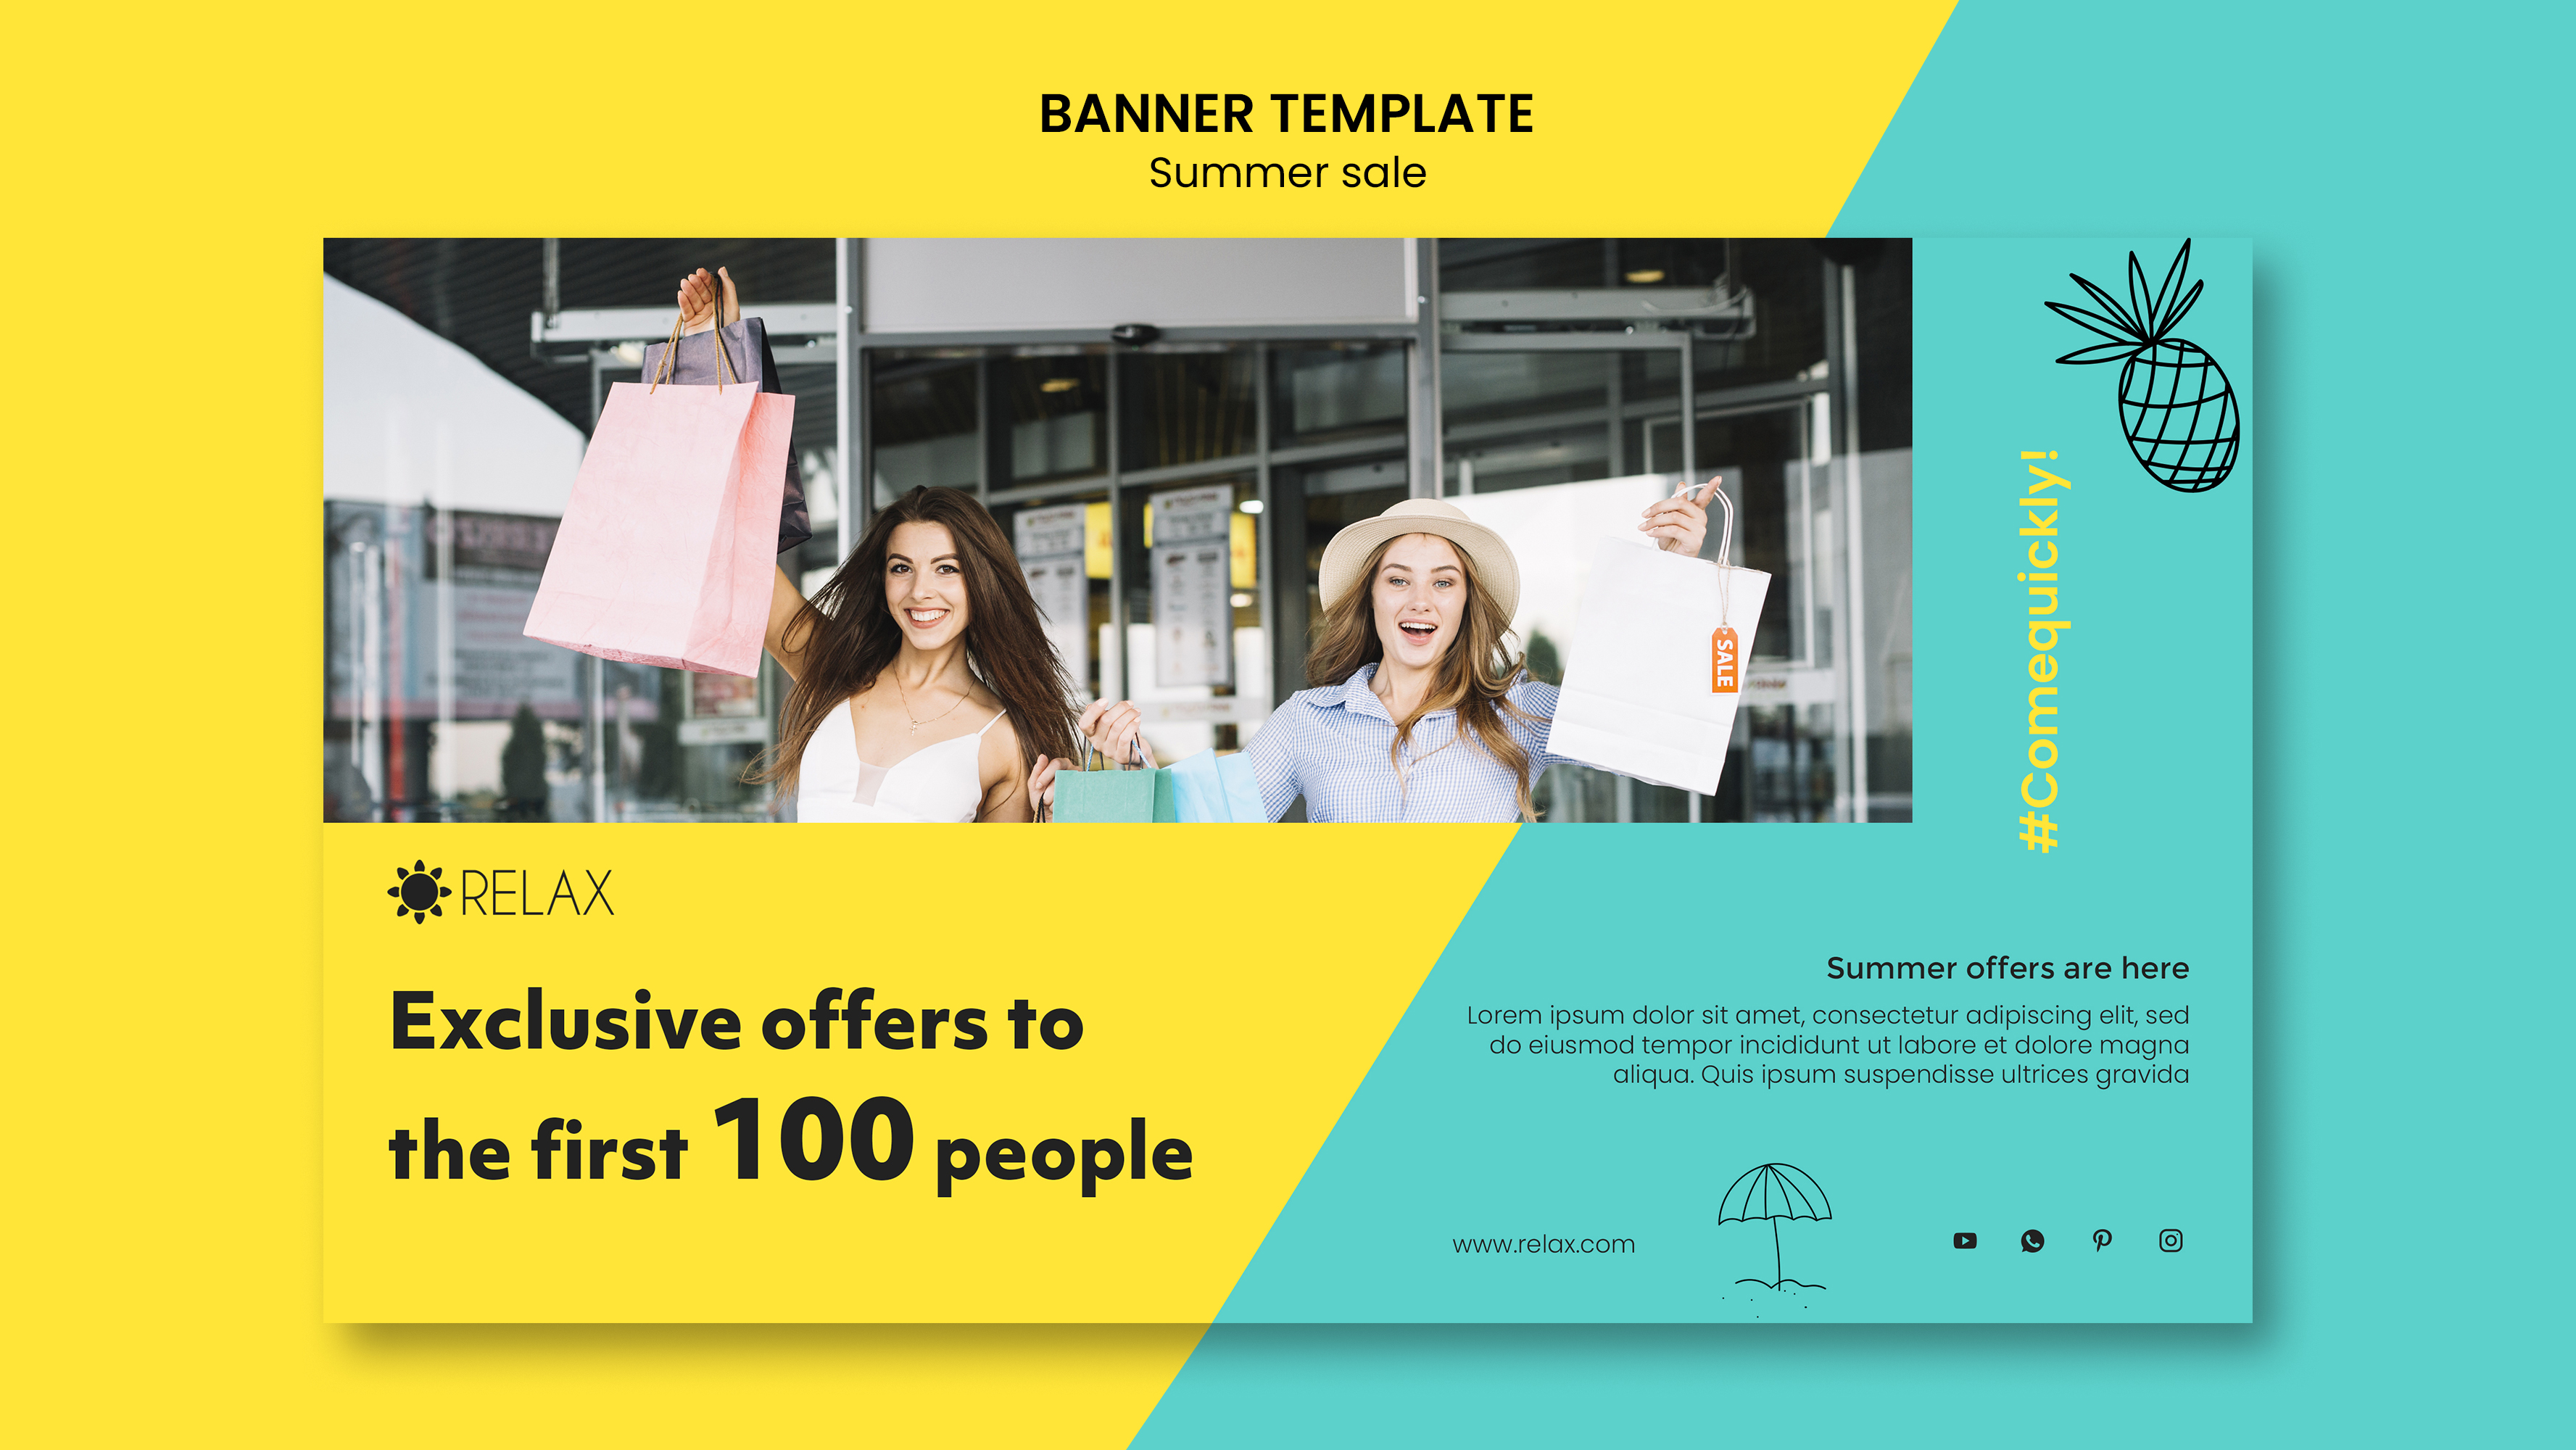 BANNER TEMPLATE
Summer sale
SALE
#Comequickly!
RELAX
Exclusive offers to
the first 100 people
Summer offers are here
Lorem ipsum dolor sit amet, consectetur adipiscing elit, sed
do eiusmod tempor incididunt ut labore et dolore magna
aliqua. Quis ipsum suspendisse ultrices gravida
www.relax.com